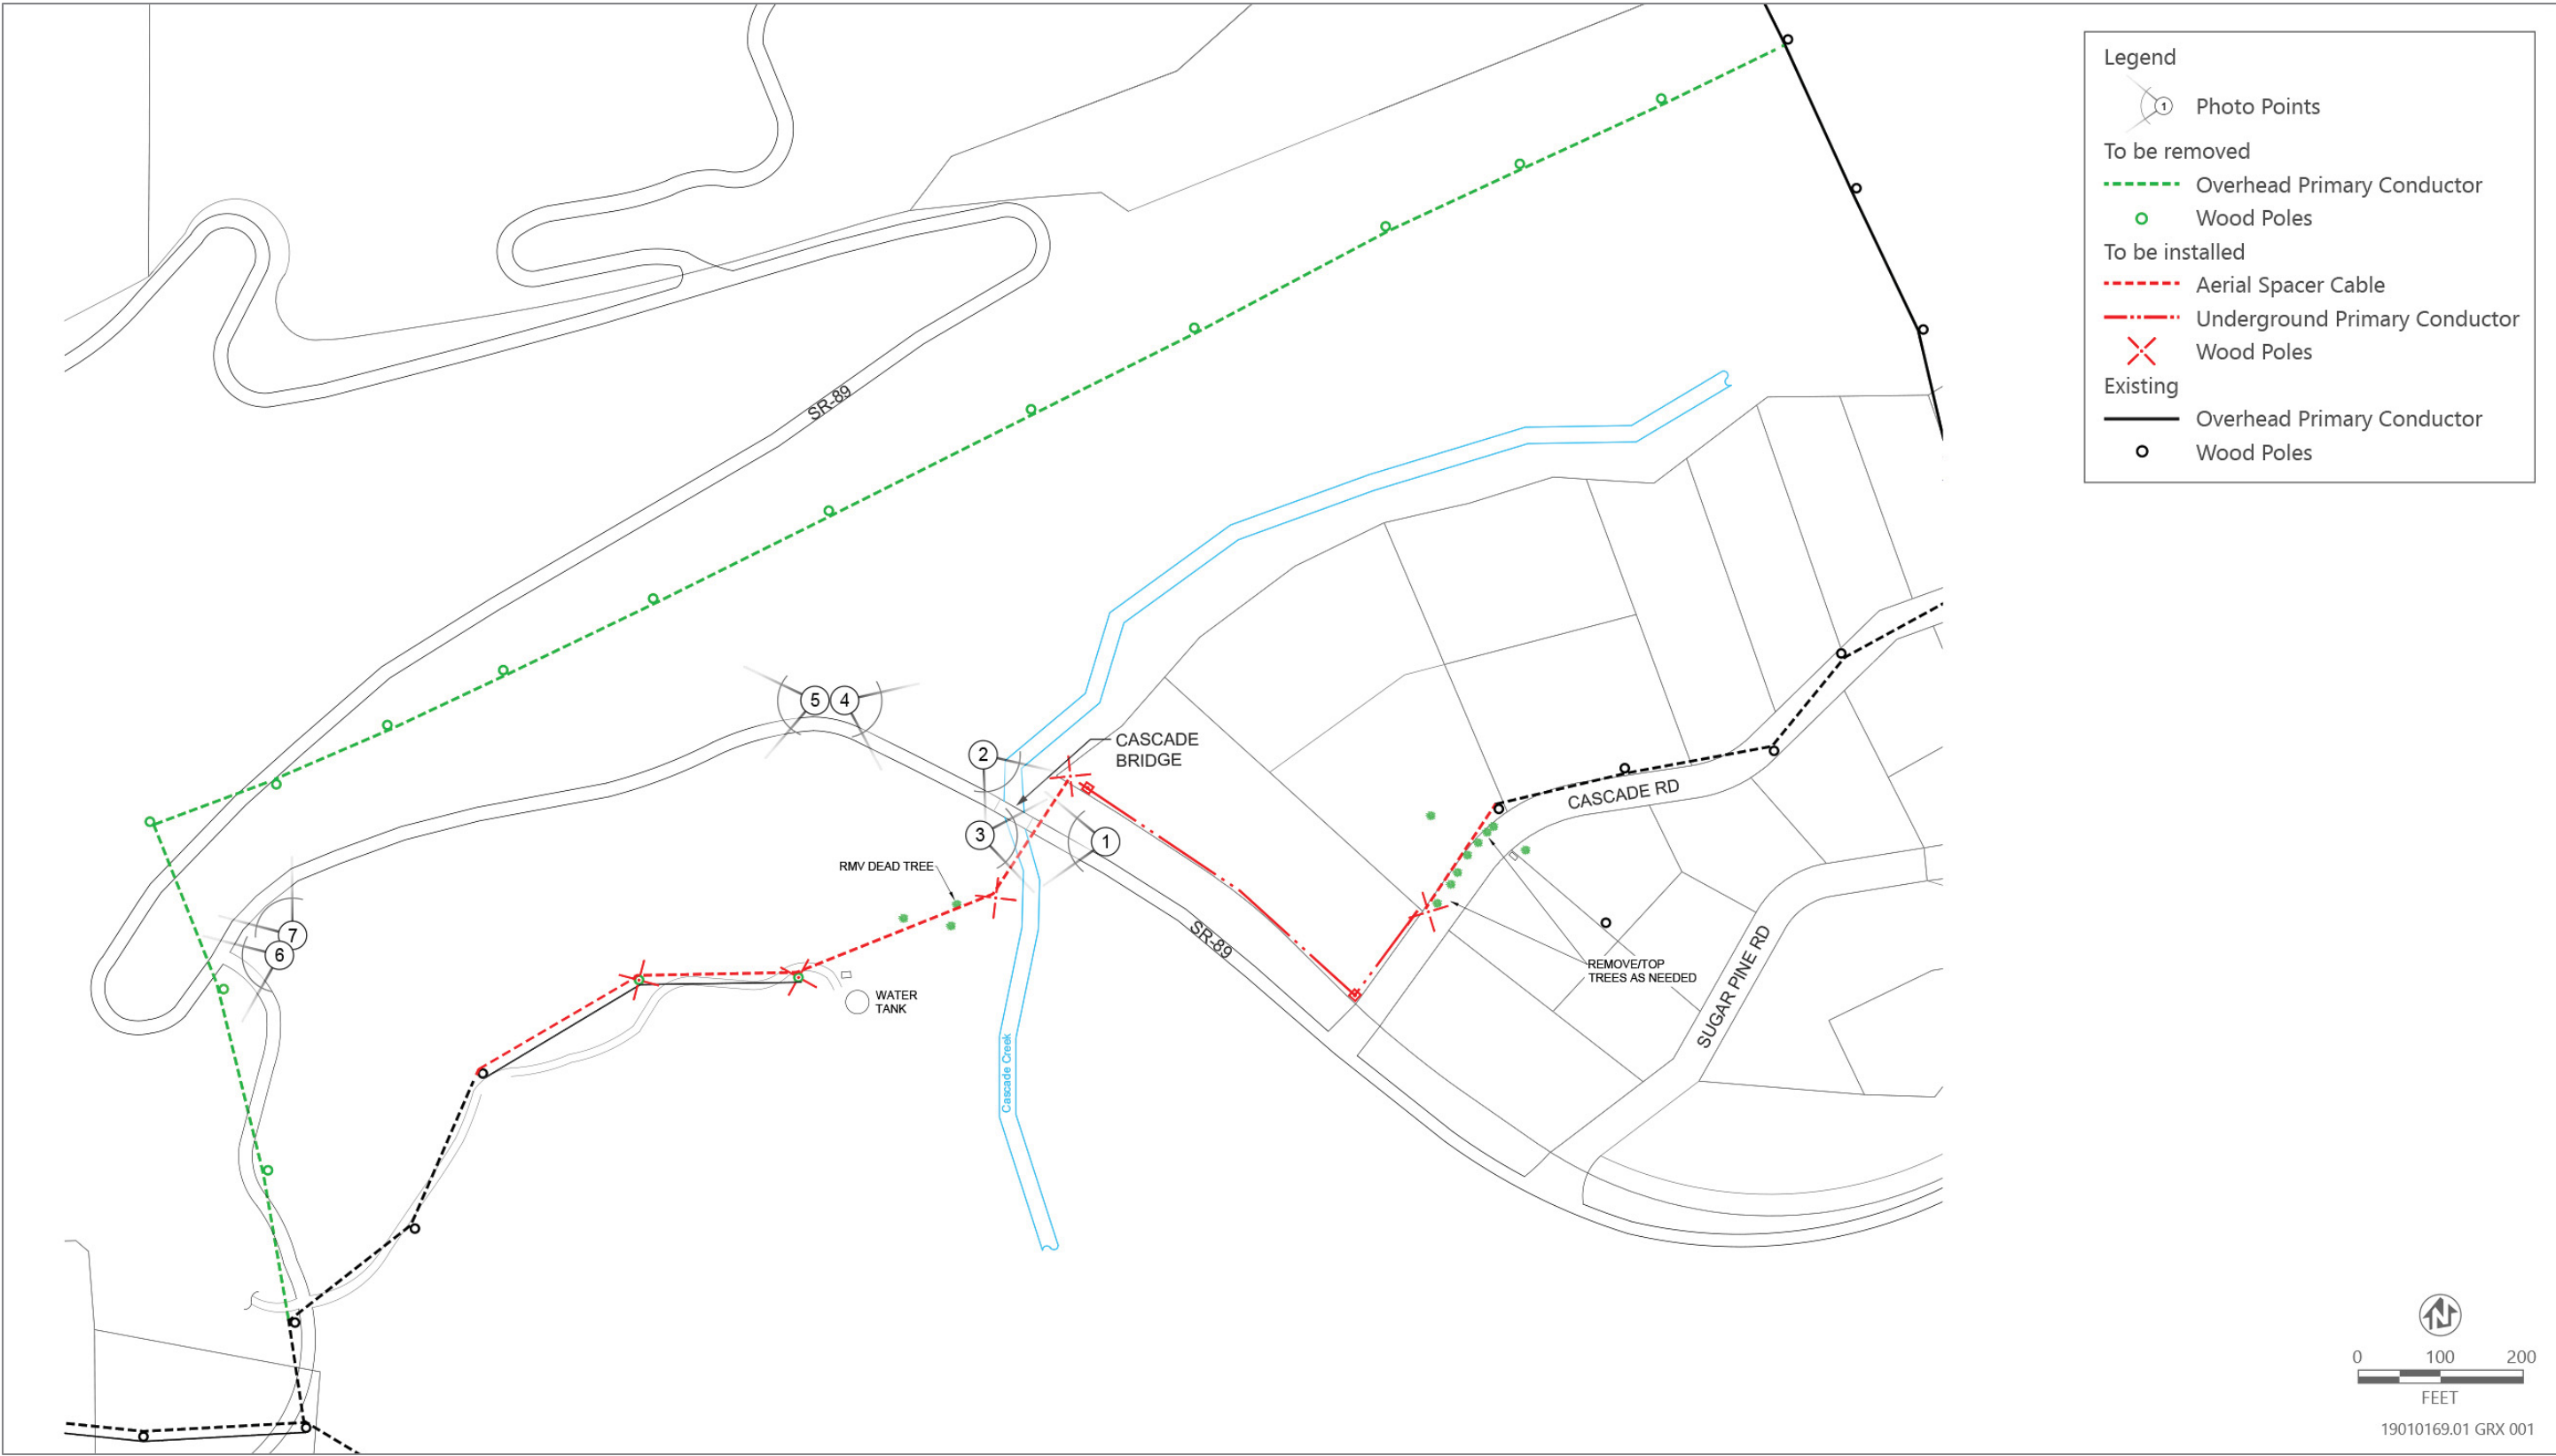 Legend
1
Photo Points
To be removed
Overhead Primary Conductor
Wood Poles
To be installed
Aerial Spacer Cable
Underground Primary Conductor
Wood Poles
Existing
Overhead Primary Conductor
Wood Poles
SR-89
5
4
2
CASCADE
BRIDGE
3
1
CASCADE RD
RMV DEAD TREE
7
6
SR-89
REMOVE/TOP
TREES AS NEEDED
SUGAR PINE RD
WATER
TANK
Cascade Creek
N
0
100
200
FEET
19010169.01 GRX 001